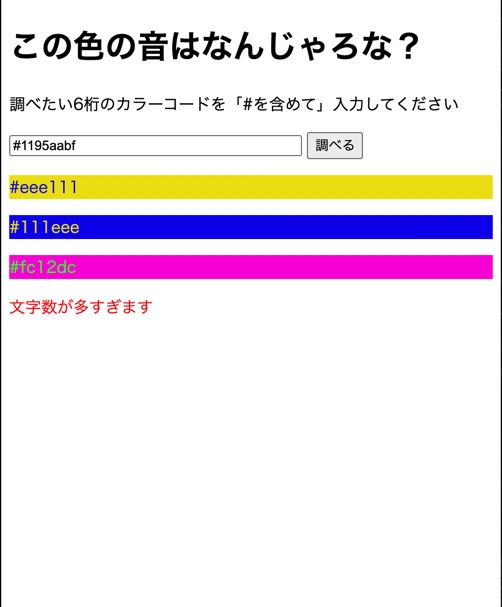 この色の音はなんじゃろな？
調べたい6桁のカラーコードを「#を含めて」入力してください
#1195aabf 調べる
#eee111
#111eee
#fc12dc
文字数が多すぎます